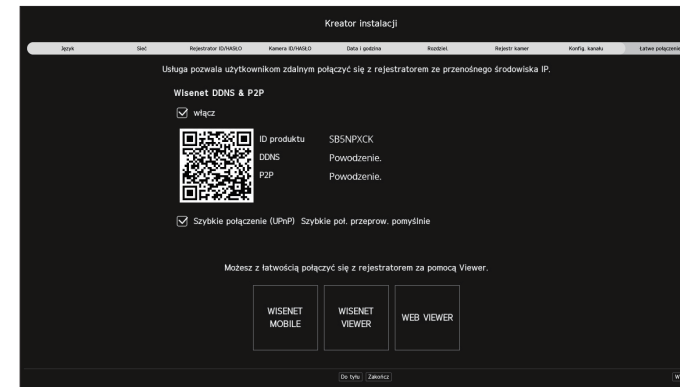 Kreator instalacji
Język Sieć Rejestrator ID/HASŁO Kamera ID/HASŁO Data i godzina Rozdziel. Rejestr kamer Konfig. kanału Łatwe połączenie
Usługa pozwala użytkownikom zdalnym połączyć się z rejestratorem ze przenośnego środowiska IP.
Wisenet DDNS & P2P
włącz
ID produktu SB5NPXCK
DDNS Powodzenie.
P2P Powodzenie.
Szybkie połączenie (UPnP) Szybkie poł. przeprow. pomyślnie
Możesz z łatwością połączyć się z rejestratorem za pomocą Viewer.
WISENET
MOBILE
WISENET
VIEWER
WEB VIEWER
Do tyłu Zakończ